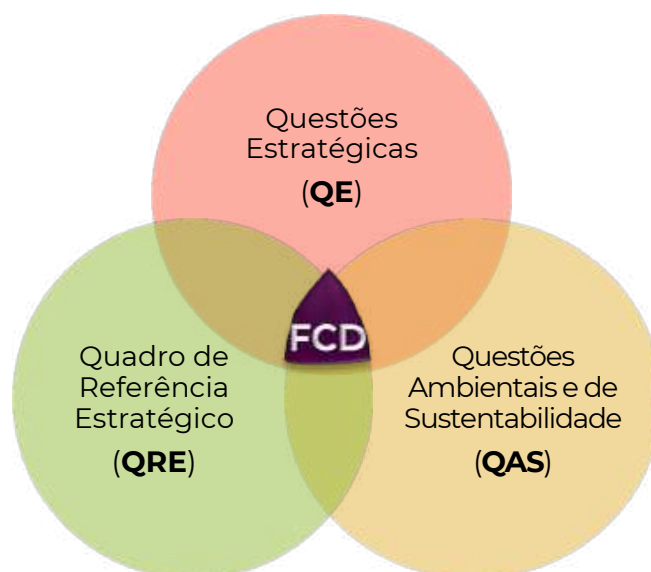 Questões
Estratégicas
(QE)
FCD
Quadro de
Referência
Estratégico
(QRE)
Questões
Ambientais e de
Sustentabilidade
(QAS)